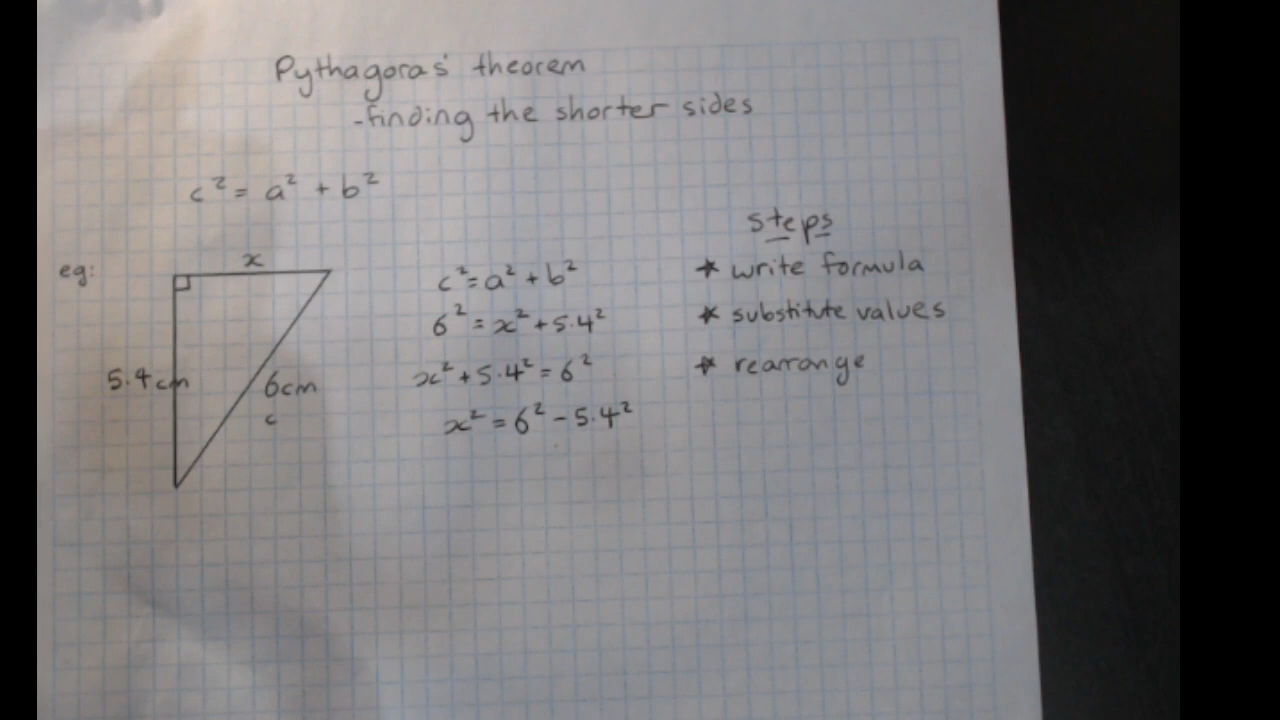 Pythagoras' theorem
-finding the shorter sides
c² = a² + b²
eg:
x
5.4cm
6cm
c
c² = a² + b²
6² = x² + 5.4²
x² + 5.4² = 6²
x² = 6² - 5.4²
steps
* write formula
* substitute values
* rearrange